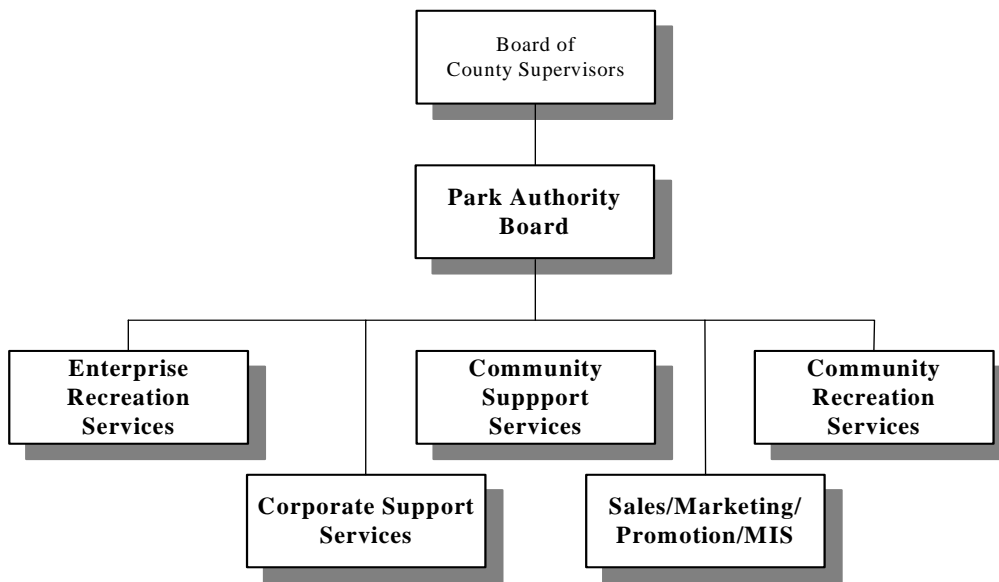 Board of
County Supervisors
Park Authority
Board
Enterprise
Recreation
Services
Community
Suppport
Services
Community
Recreation
Services
Corporate Support
Services
Sales/Marketing/
Promotion/MIS